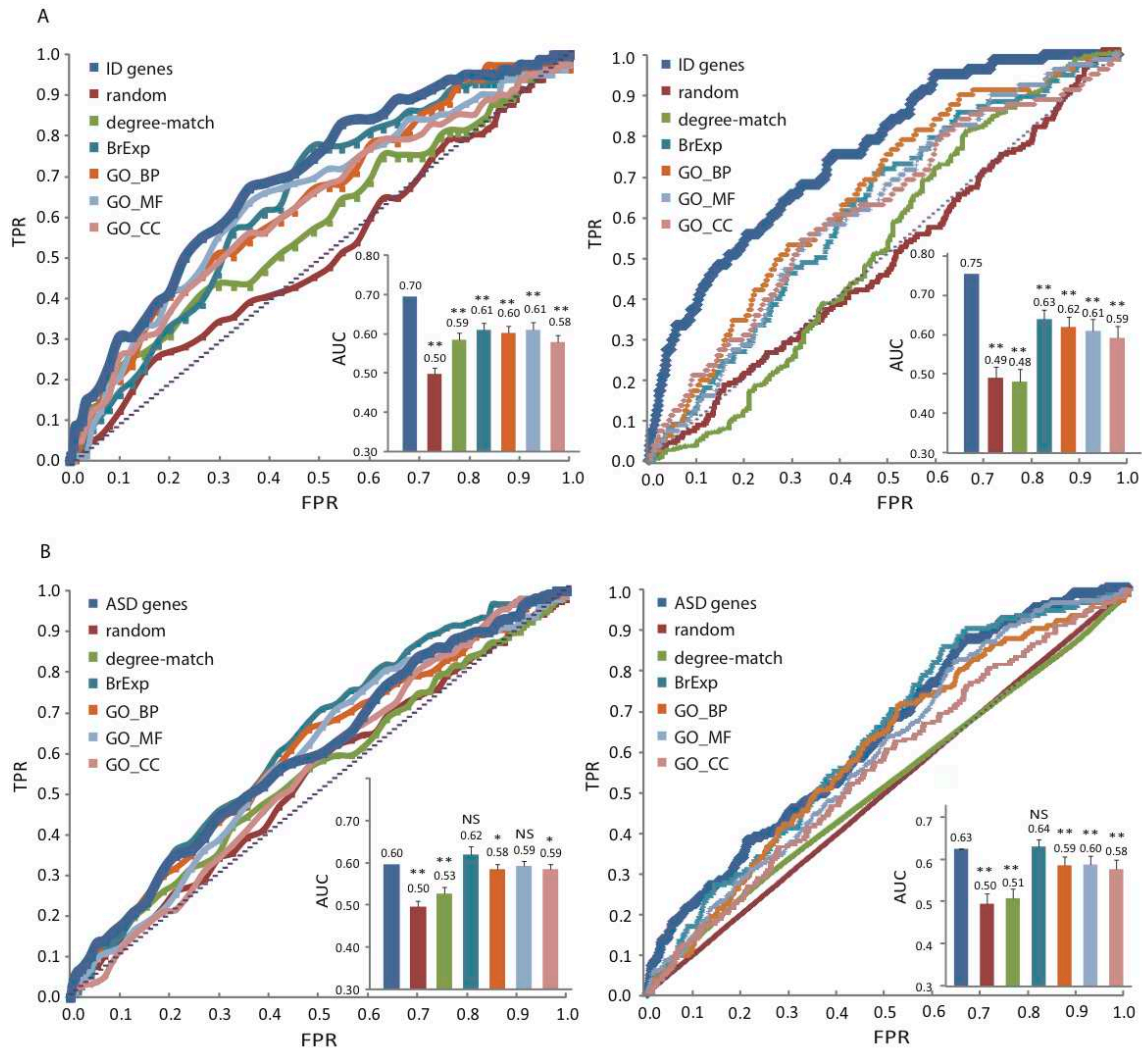 A
1.0
0.9
0.8
0.7
0.6
0.5
0.4
0.3
0.2
0.1
0.0
TPR
ID genes
random
degree-match
BrExp
GO_BP
GO_MF
GO_CC
0.80
0.70
0.60
0.50
0.40
0.30
AUC
0.70
** 0.50
** 0.59
** 0.61
** 0.60
** 0.61
** 0.58
0.0 0.1 0.2 0.3 0.4 0.5 0.6 0.7 0.8 0.9 1.0
FPR
1.0
0.9
0.8
0.7
0.6
0.5
0.4
0.3
0.2
0.1
0.0
TPR
ID genes
random
degree-match
BrExp
GO_BP
GO_MF
GO_CC
0.80
0.70
0.60
0.50
0.40
0.30
AUC
0.75
** 0.49
** 0.48
** 0.63
** 0.62
** 0.61
** 0.59
0.0 0.1 0.2 0.3 0.4 0.5 0.6 0.7 0.8 0.9 1.0
FPR
B
1.0
0.9
0.8
0.7
0.6
0.5
0.4
0.3
0.2
0.1
0.0
TPR
ASD genes
random
degree-match
BrExp
GO_BP
GO_MF
GO_CC
0.70
0.60
0.50
0.40
0.30
AUC
0.60
** 0.50
** 0.53
NS 0.62
* 0.58
NS 0.59
* 0.59
0.0 0.1 0.2 0.3 0.4 0.5 0.6 0.7 0.8 0.9 1.0
FPR
1.0
0.9
0.8
0.7
0.6
0.5
0.4
0.3
0.2
0.1
0.0
TPR
ASD genes
random
degree-match
BrExp
GO_BP
GO_MF
GO_CC
0.7
0.6
0.5
0.4
0.3
AUC
0.63
** 0.50
** 0.51
NS 0.64
** 0.59
** 0.60
** 0.58
0.0 0.1 0.2 0.3 0.4 0.5 0.6 0.7 0.8 0.9 1.0
FPR